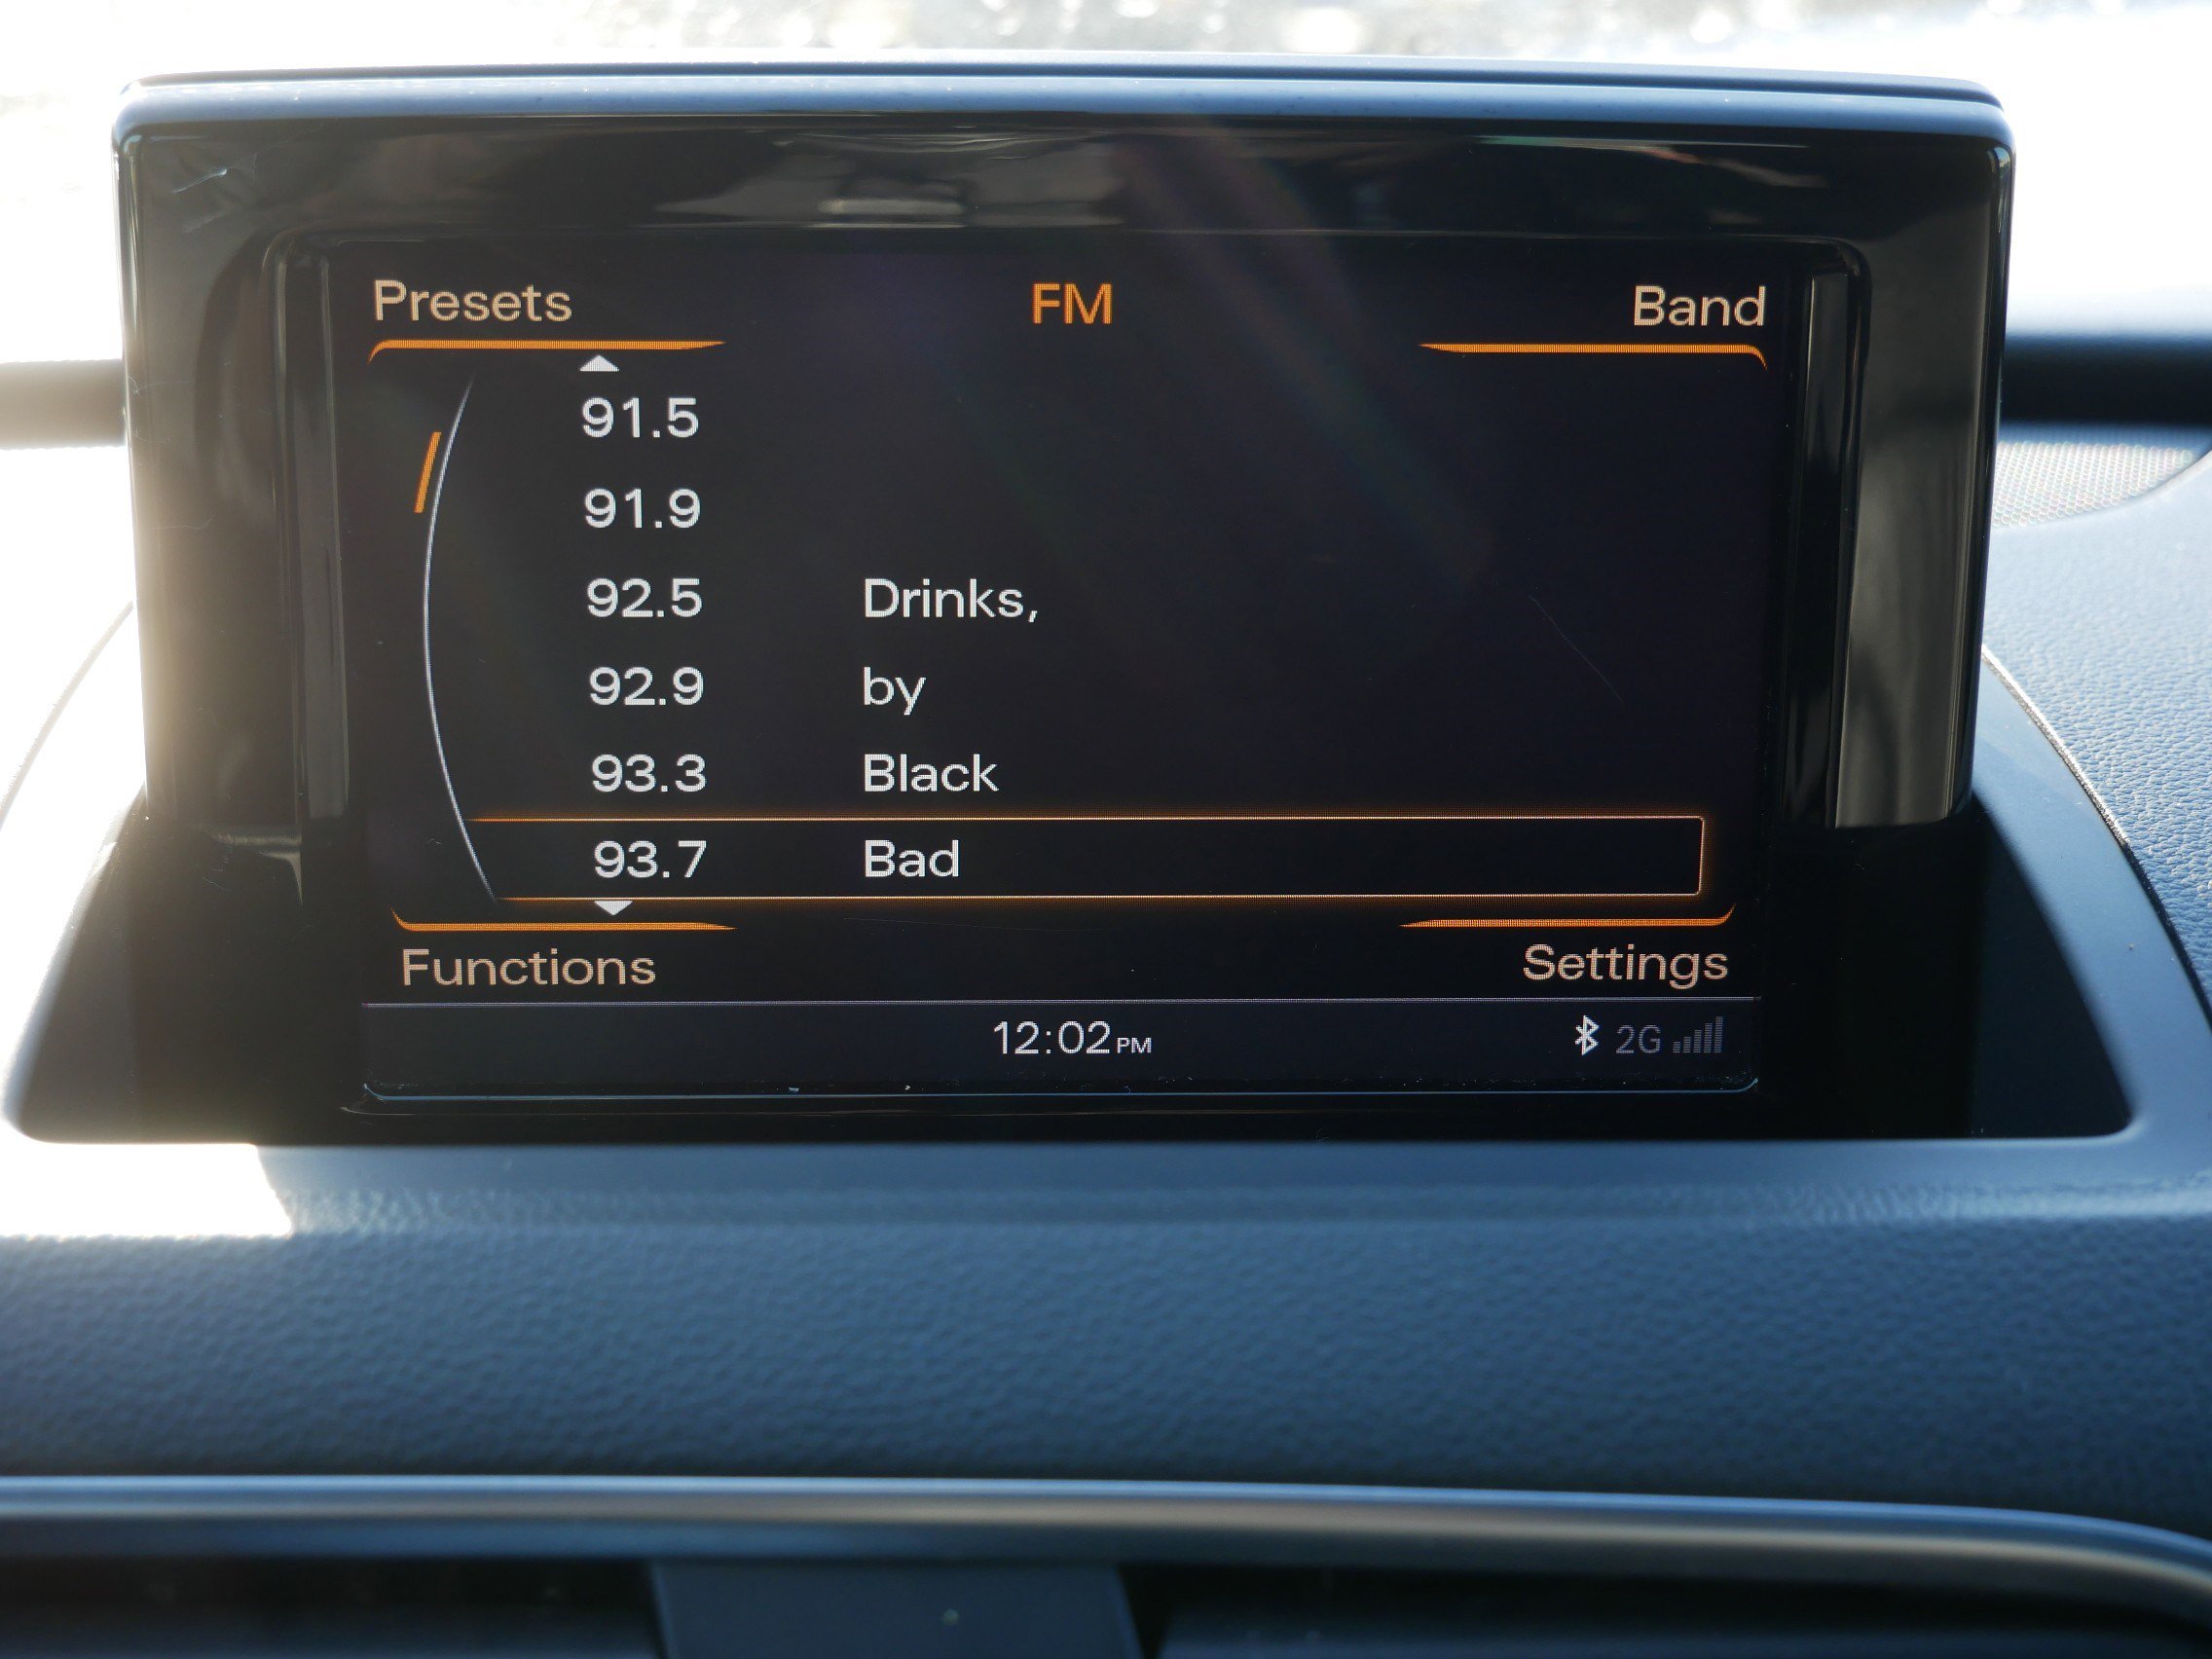 Presets FM Band
91.5
91.9
92.5 Drinks,
92.9 by
93.3 Black
93.7 Bad
Functions Settings
12:02 PM 2G